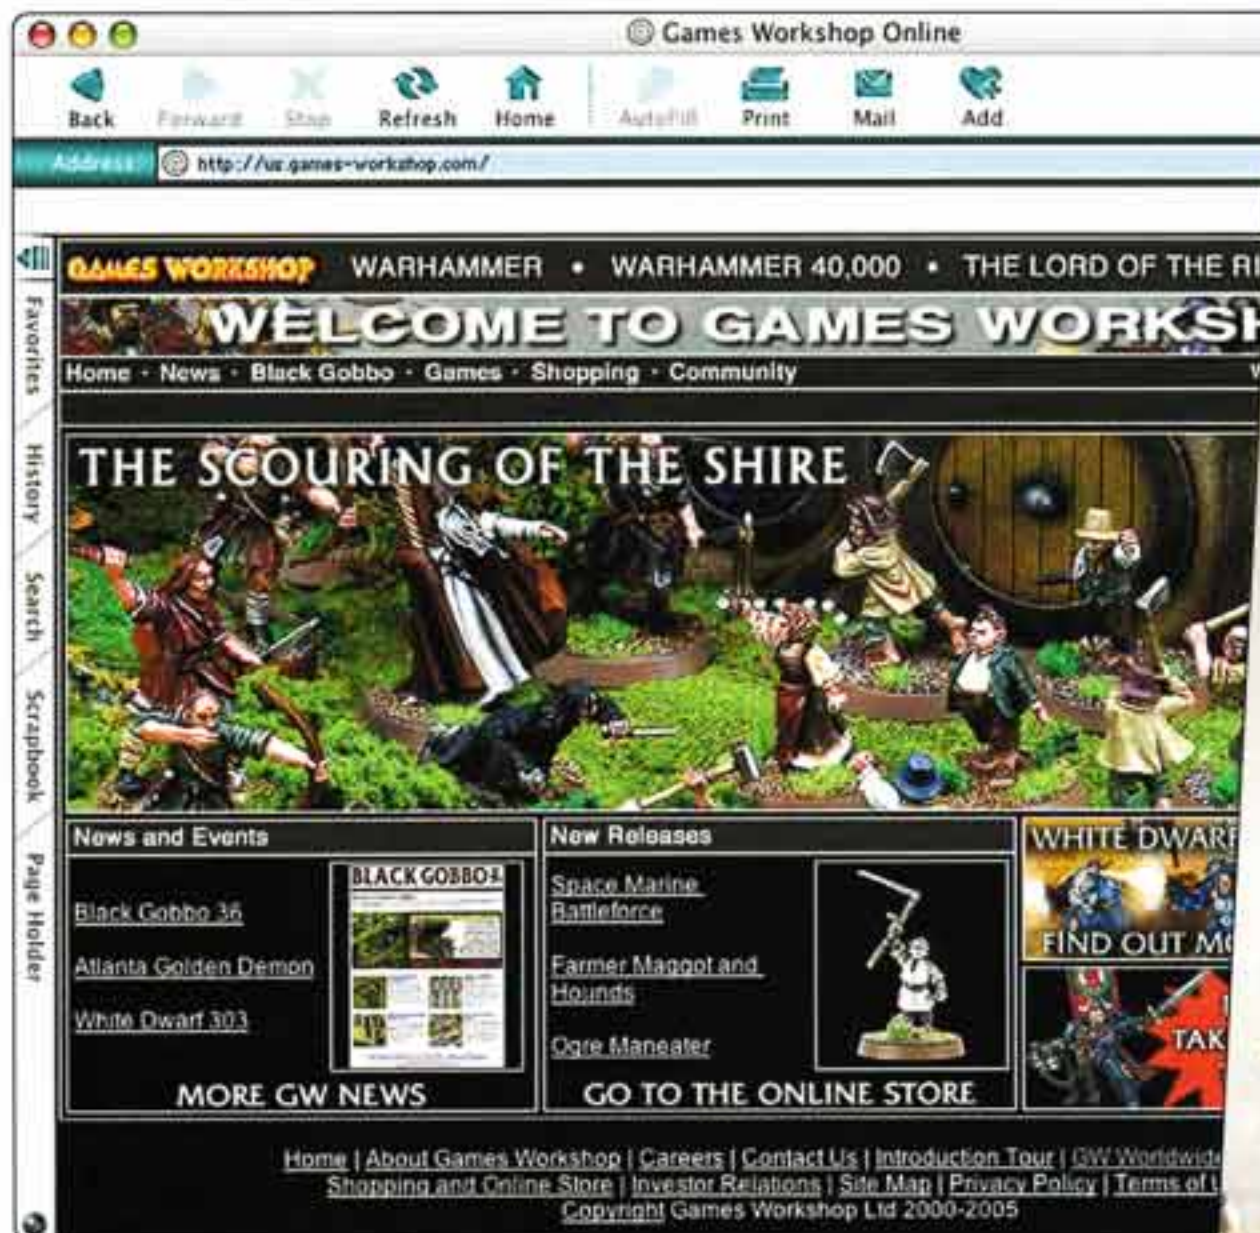 Games Workshop Online
Back Forward Stop Refresh Home AutoFill Print Mail Add
Address http://us.games-workshop.com/
Favorites
History
Search
Scrapbook
Page Holder
GAMES WORKSHOP WARHAMMER • WARHAMMER 40,000 • THE LORD OF THE RI
WELCOME TO GAMES WORKSH
Home · News · Black Gobbo · Games · Shopping · Community
THE SCOURING OF THE SHIRE
News and Events
BLACK GOBBO
Black Gobbo 36
Atlanta Golden Demon
White Dwarf 303
MORE GW NEWS
New Releases
Space Marine
Battleforce
Farmer Maggot and
Hounds
Ogre Maneater
GO TO THE ONLINE STORE
WHITE DWARF
FIND OUT MO
TAK
Home | About Games Workshop | Careers | Contact Us | Introduction Tour | GW Worldwide
Shopping and Online Store | Investor Relations | Site Map | Privacy Policy | Terms of U
Copyright Games Workshop Ltd 2000-2005